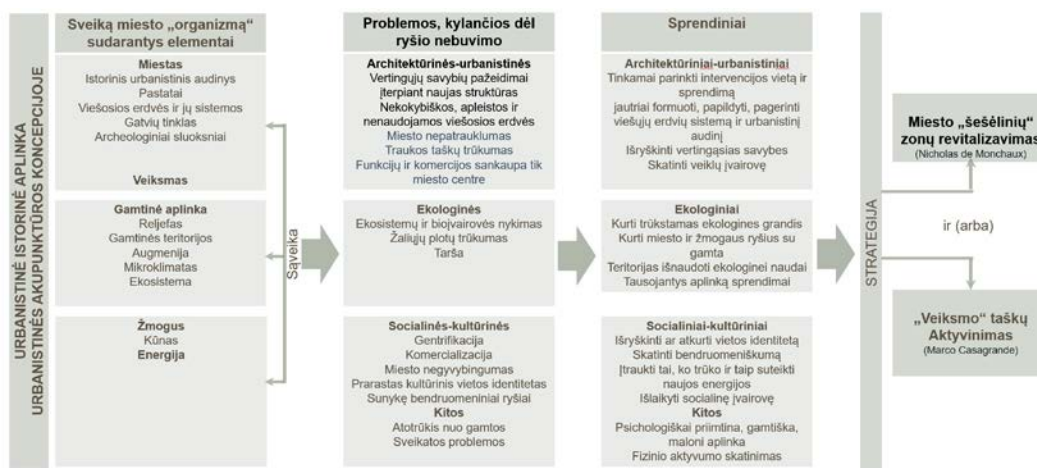 URBANISTINĖ ISTORINĖ APLINKA
URBANISTINĖS AKUPUNKTŪROS KONCEPCIJOJE
Sveiką miesto „organizmą“
sudarantys elementai
Miestas
Istorinis urbanistinis audinys
Pastatai
Viešosios erdvės ir jų sistemos
Gatvių tinklas
Archeologiniai sluoksniai
Veiksmas
Gamtinė aplinka
Reljefas
Gamtinės teritorijos
Augmenija
Mikroklimatas
Ekosistema
Žmogus
Kūnas
Energija
Sąveika
Problemos, kylančios dėl
ryšio nebuvimo
Architektūrinės-urbanistinės
Vertingųjų savybių pažeidimai
įterpiant naujas struktūras
Nekokybiškos, apleistos ir
nenaudojamos viešosios erdvės
Miesto nepatrauklumas
Traukos taškų trūkumas
Funkcijų ir komercijos sankaupa tik
miesto centre
Ekologinės
Ekosistemų ir bioįvairovės nykimas
Žaliųjų plotų trūkumas
Tarša
Socialinės-kultūrinės
Gentrifikacija
Komercializacija
Miesto negyvybingumas
Prarastas kultūrinis vietos identitetas
Sunykę bendruomeniniai ryšiai
Kitos
Atotrūkis nuo gamtos
Sveikatos problemos
Sprendiniai
Architektūriniai-urbanistiniai
Tinkamai parinkti intervencijos vietą ir
sprendimą
jautriai formuoti, papildyti, pagerinti
viešųjų erdvių sistemą ir urbanistinį
audinį
Išryškinti vertingąsias savybes
Skatinti veiklų įvairovę
Ekologiniai
Kurti trūkstamas ekologines grandis
Kurti miesto ir žmogaus ryšius su
gamta
Teritorijas išnaudoti ekologinei naudai
Tausojantys aplinką sprendimai
Socialiniai-kultūriniai
Išryškinti ar atkurti vietos identitetą
Skatinti bendruomeniškumą
Įtraukti tai, ko trūko ir taip suteikti
naujos energijos
Išlaikyti socialinę įvairovę
Kitos
Psichologiškai priimtina, gamtiška,
maloni aplinka
Fizinio aktyvumo skatinimas
STRATEGIJA
Miesto „šešėlinių“
zonų revitalizavimas
(Nicholas de Monchaux)
ir (arba)
„Veiksmo“ taškų
Aktyvinimas
(Marco Casagrande)